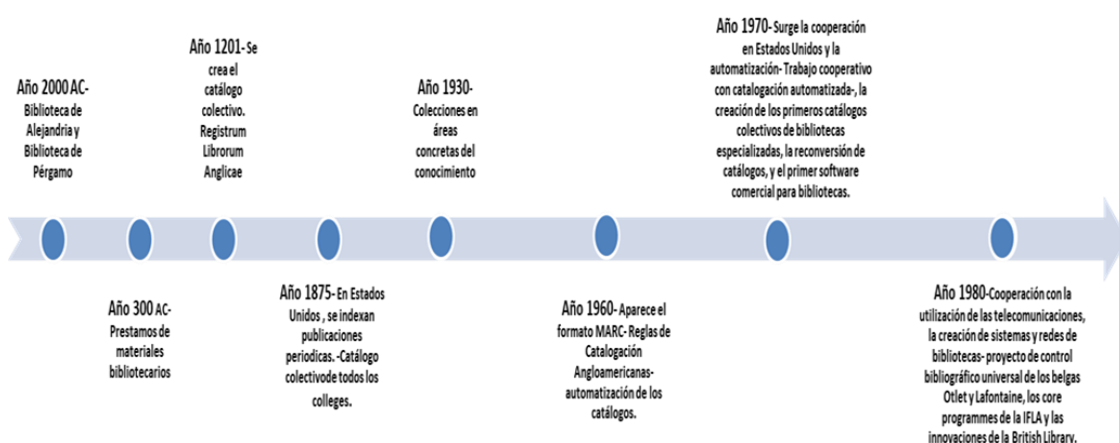 Año 2000 AC-
Biblioteca de
Alejandria y
Biblioteca de
Pérgamo
Año 300 AC-
Prestamos de
materiales
bibliotecarios
Año 1201- Se
crea el
catálogo
colectivo.
Registrum
Librorum
Anglicae
Año 1875- En Estados
Unidos , se indexan
publicaciones
periodicas. -Catálogo
colectivode todos los
colleges.
Año 1930-
Colecciones en
áreas
concretas del
conocimiento
Año 1960- Aparece el
formato MARC- Reglas de
Catalogación
Angloamericanas-
automatización de los
catálogos.
Año 1970- Surge la cooperación
en Estados Unidos y la
automatización- Trabajo cooperativo
con catalogación automatizada-, la
creación de los primeros catálogos
colectivos de bibliotecas
especializadas, la reconversión de
catálogos, y el primer software
comercial para bibliotecas.
Año 1980-Cooperación con la
utilización de las telecomunicaciones,
la creación de sistemas y redes de
bibliotecas- proyecto de control
bibliográfico universal de los belgas
Otlet y Lafontaine, los core
programmes de la IFLA y las
innovaciones de la British Library.